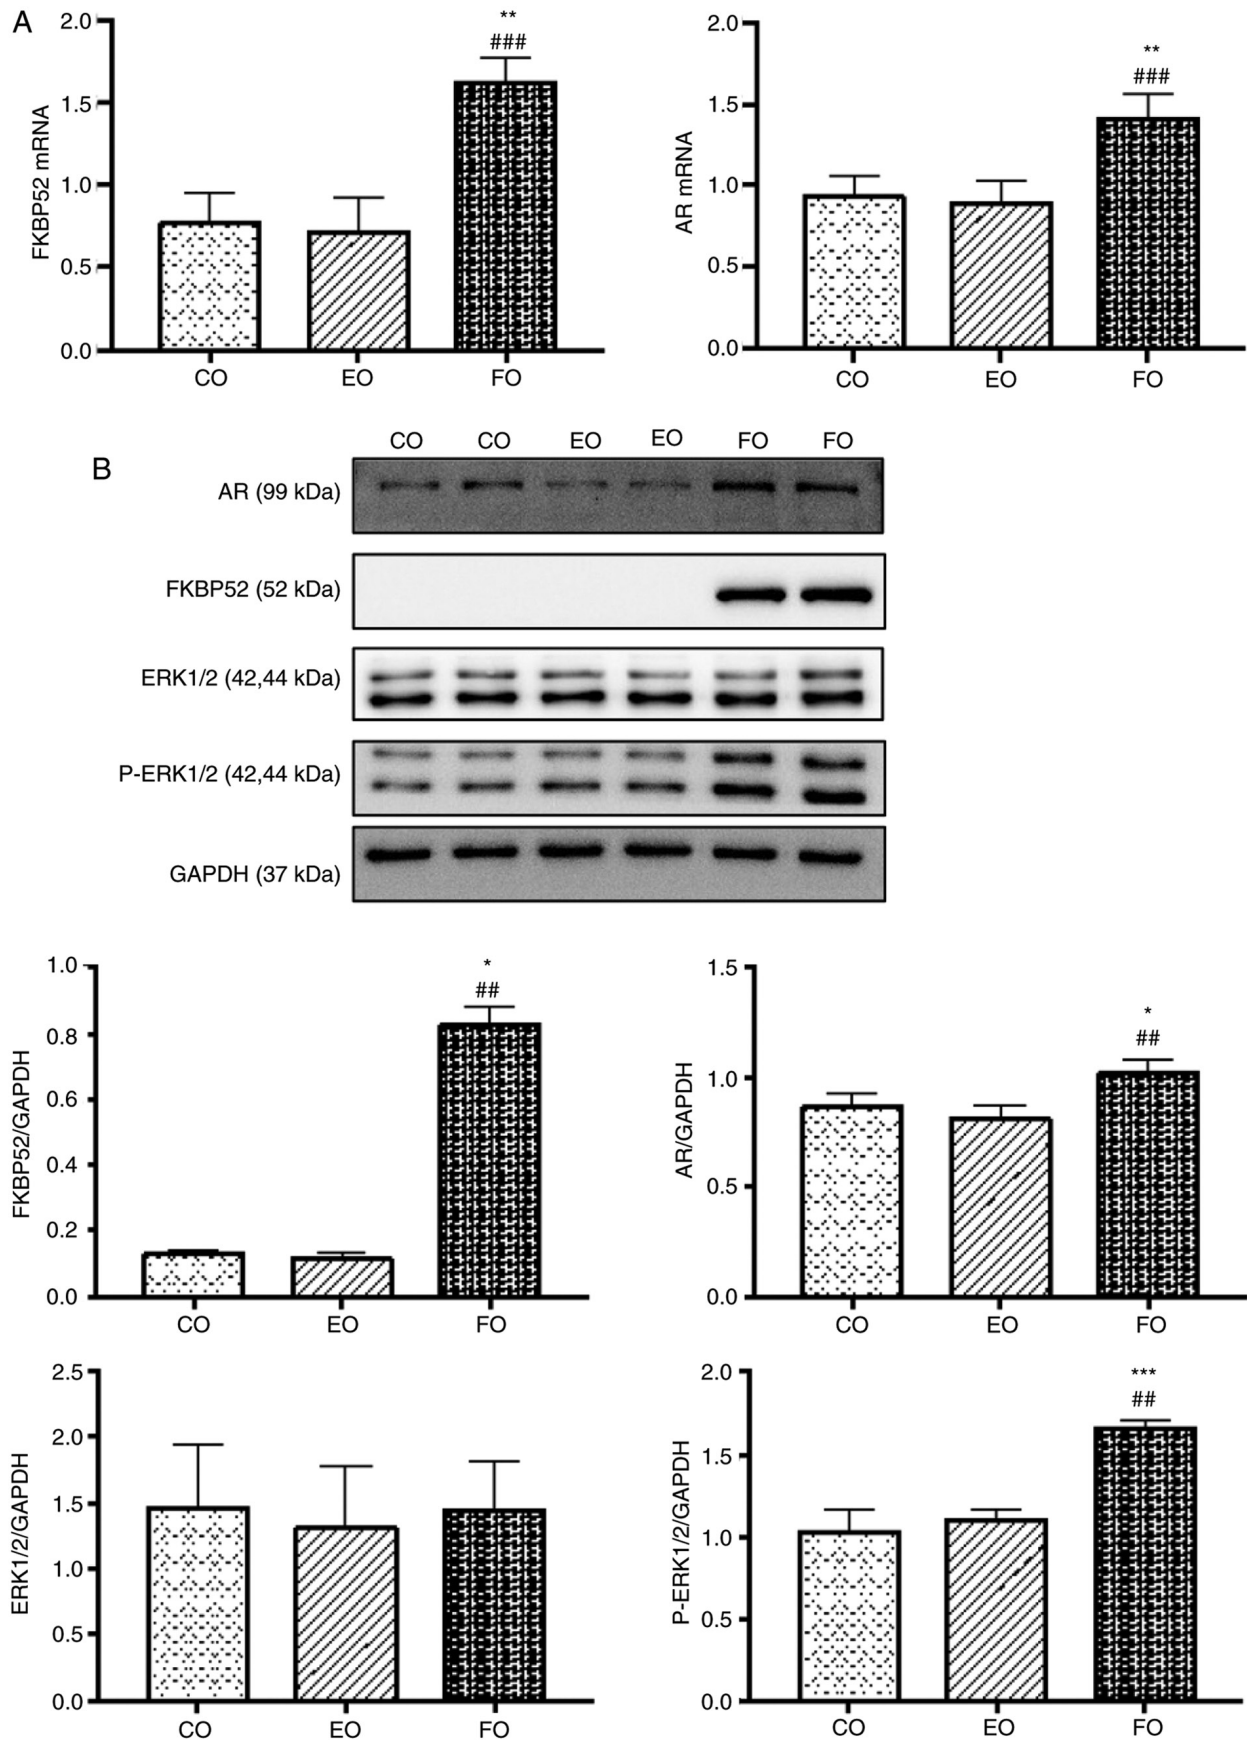 A
FKBP52 mRNA
2.0
1.5
1.0
0.5
0.0
**
###
CO EO FO
AR mRNA
2.0
1.5
1.0
0.5
0.0
**
###
CO EO FO
B
CO CO EO EO FO FO
AR (99 kDa)
FKBP52 (52 kDa)
ERK1/2 (42,44 kDa)
P-ERK1/2 (42,44 kDa)
GAPDH (37 kDa)
FKBP52/GAPDH
1.0
0.8
0.6
0.4
0.2
0.0
*
##
CO EO FO
AR/GAPDH
1.5
1.0
0.5
0.0
*
##
CO EO FO
ERK1/2/GAPDH
2.5
2.0
1.5
1.0
0.5
0.0
CO EO FO
P-ERK1/2/GAPDH
2.0
1.5
1.0
0.5
0.0
***
##
CO EO FO